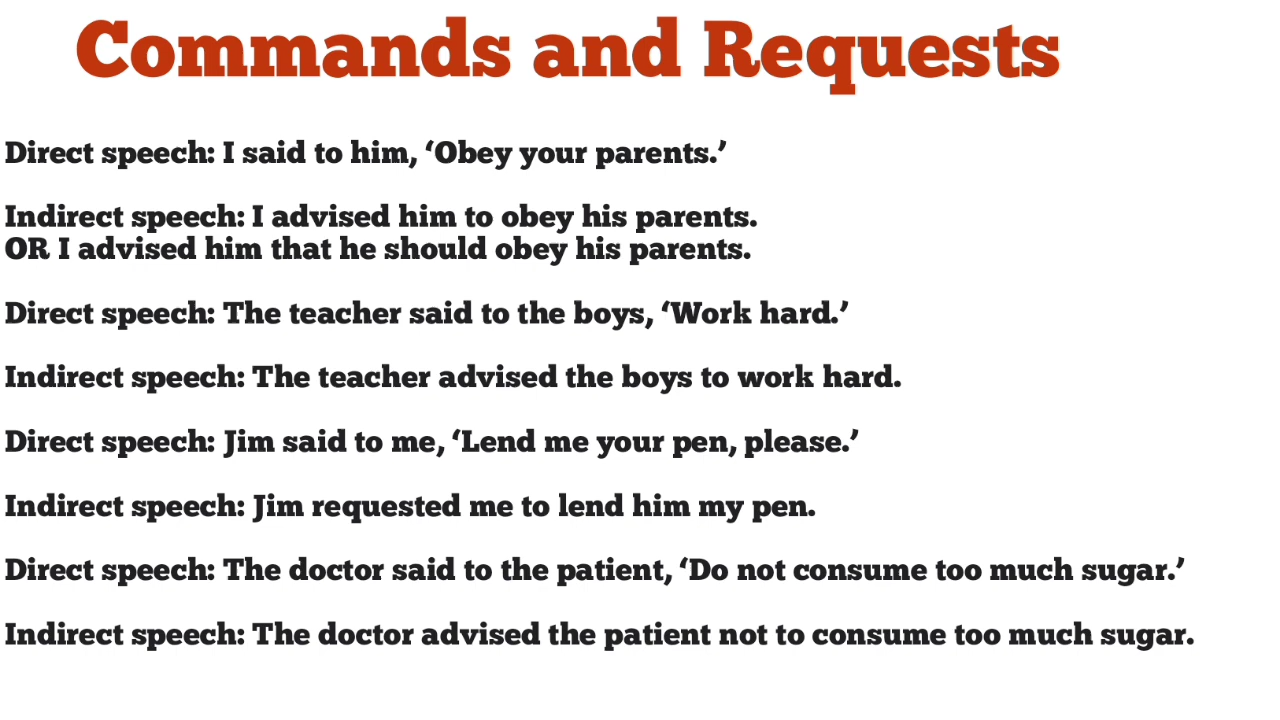 Commands and Requests
Direct speech: I said to him, ‘Obey your parents.’
Indirect speech: I advised him to obey his parents.
OR I advised him that he should obey his parents.
Direct speech: The teacher said to the boys, ‘Work hard.’
Indirect speech: The teacher advised the boys to work hard.
Direct speech: Jim said to me, ‘Lend me your pen, please.’
Indirect speech: Jim requested me to lend him my pen.
Direct speech: The doctor said to the patient, ‘Do not consume too much sugar.’
Indirect speech: The doctor advised the patient not to consume too much sugar.